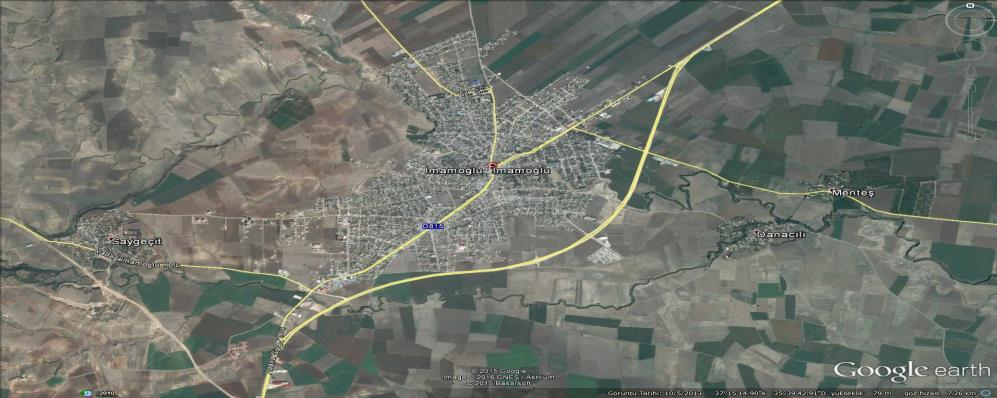 İmamoğlu İmamoğlu
Menteş
D815
Danacılı
Saygeçit
© 2015 Google
Image © 2016 CNES / Astrium
© 2015 Basarsoft
Google earth
2010
Görüntü Tarihi: 10/5/2013 37°15'14.90"K 35°39'42.91"D yükseklik 79 m göz hizası 7.26 km